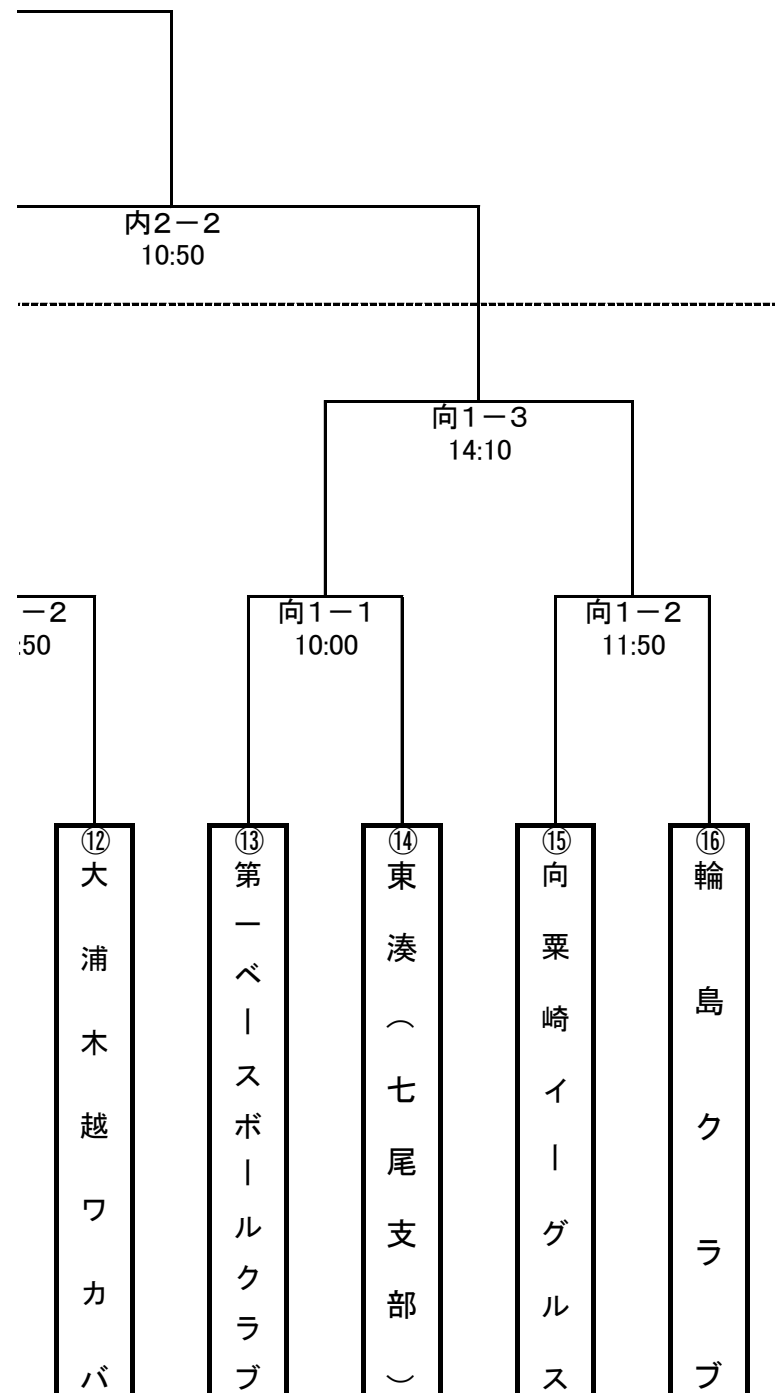 内2－2
10:50
向1－3
14:10
－2
:50
向1－1
10:00
向1－2
11:50
⑫
大浦木越ワカバ
⑬
第一ベースボールクラブ
⑭
東湊（七尾支部）
⑮
向粟崎イーグルス
⑯
輪島クラブ